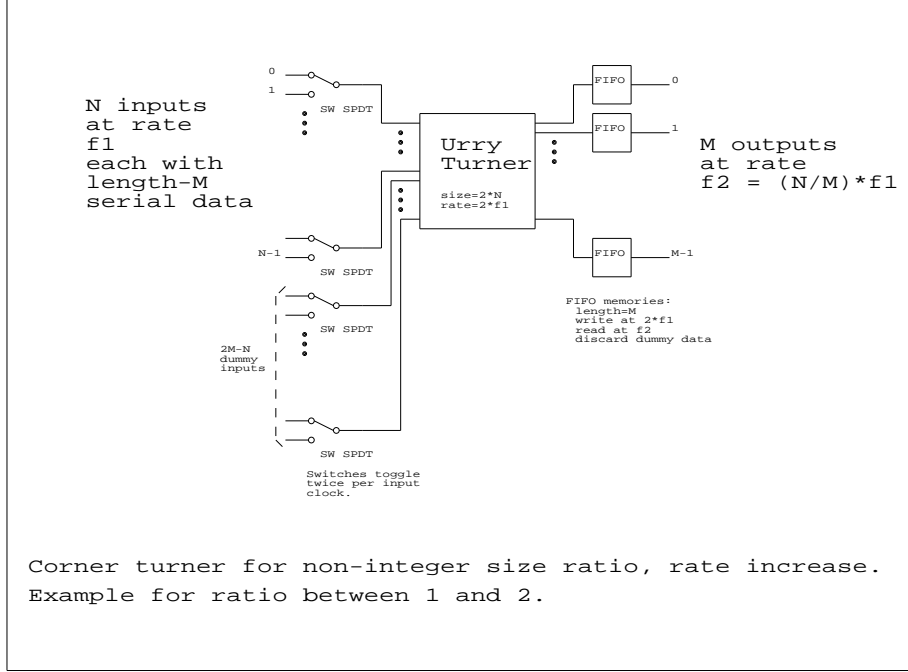 0
1
SW SPDT
N inputs
at rate
f1
each with
length-M
serial data
N-1
SW SPDT
SW SPDT
2M-N
dummy
inputs
SW SPDT
Switches toggle
twice per input
clock.
Urry
Turner
size=2*N
rate=2*f1
FIFO
0
FIFO
1
M outputs
at rate
f2 = (N/M)*f1
FIFO
M-1
FIFO memories:
length=M
write at 2*f1
read at f2
discard dummy data
Corner turner for non-integer size ratio, rate increase.
Example for ratio between 1 and 2.